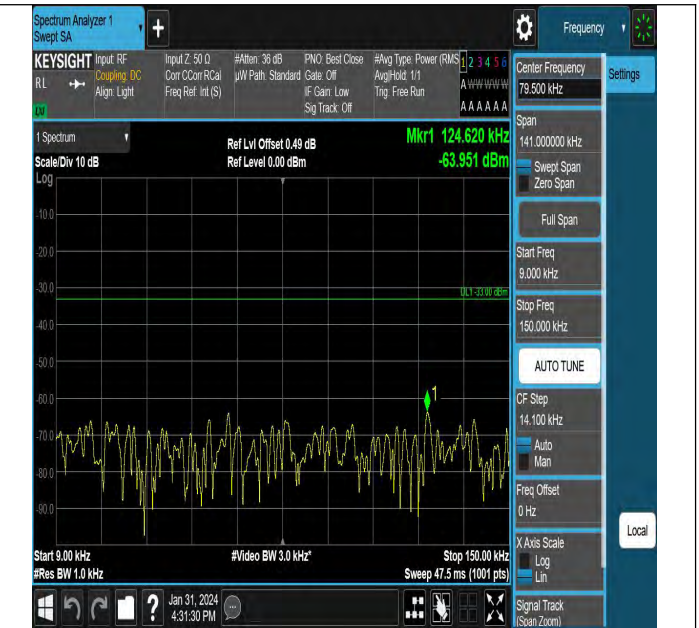 Spectrum Analyzer 1
Swept SA
Frequency
KEYSIGHT
RL
Input: RF
Coupling: DC
Align: Light
Input Z: 50 Ω
Corr CCorr RCal
Freq Ref: Int (S)
#Atten: 36 dB
µW Path: Standard
PNO: Best Close
Gate: Off
IF Gain: Low
Sig Track: Off
#Avg Type: Power (RMS
Avg|Hold: 1/1
Trig: Free Run
1 2 3 4 5 6
A W W W W W
A A A A A A
1 Spectrum
Scale/Div 10 dB
Log
Ref Lvl Offset 0.49 dB
Ref Level 0.00 dBm
Mkr1 124.620 kHz
-63.951 dBm
-10.0
-20.0
-30.0
DL1 -33.00 dBm
-40.0
-50.0
-60.0
1
-70.0
-80.0
-90.0
Start 9.00 kHz
#Res BW 1.0 kHz
#Video BW 3.0 kHz*
Stop 150.00 kHz
Sweep 47.5 ms (1001 pts)
Jan 31, 2024
4:31:30 PM
Center Frequency
79.500 kHz
Settings
Span
141.000000 kHz
Swept Span
Zero Span
Full Span
Start Freq
9.000 kHz
Stop Freq
150.000 kHz
AUTO TUNE
CF Step
14.100 kHz
Auto
Man
Freq Offset
0 Hz
X Axis Scale
Log
Lin
Local
Signal Track
(Span Zoom)